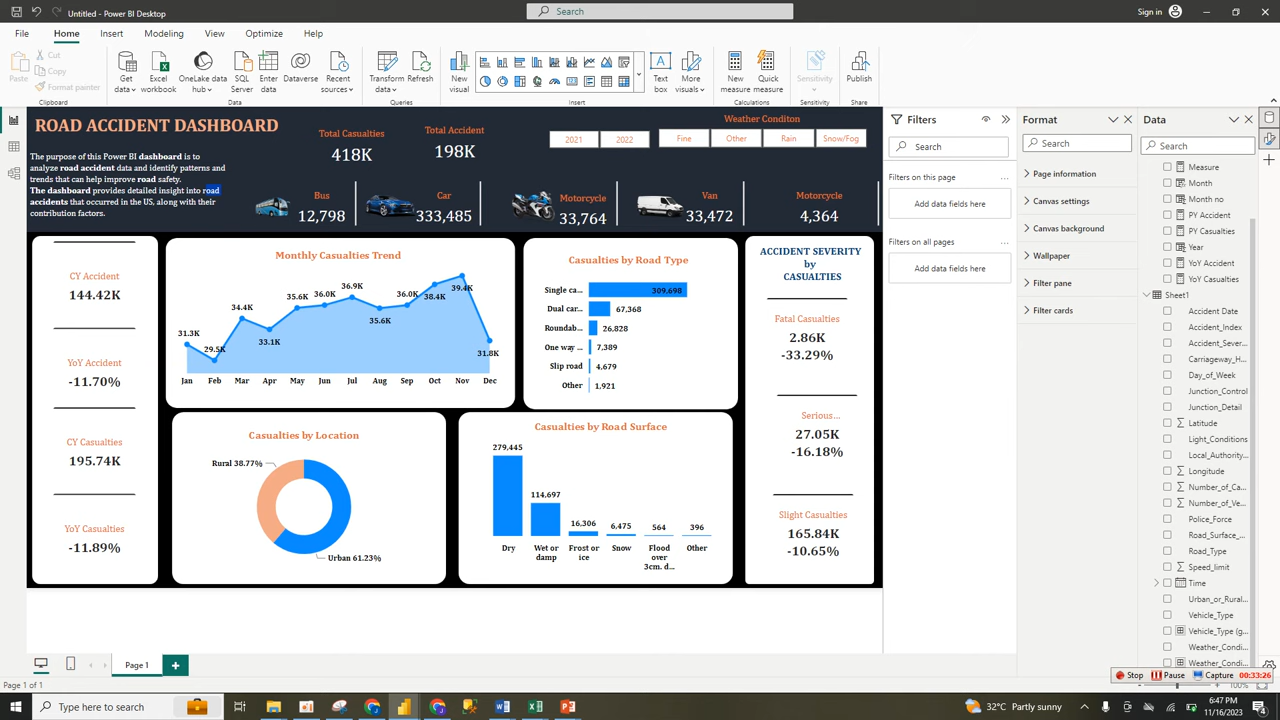 Untitled - Power BI Desktop
Search
Sign in
File
Home
Insert
Modeling
View
Optimize
Help
Paste
Cut
Copy
Format painter
Clipboard
Get data
Excel workbook
OneLake data hub
SQL Server
Enter data
Dataverse
Recent sources
Data
Transform data
Refresh
Queries
New visual
Text box
More visuals
Insert
New measure
Quick measure
Calculations
Sensitivity
Sensitivity
Publish
Share
ROAD ACCIDENT DASHBOARD
The purpose of this Power BI dashboard is to
analyze road accident data and identify patterns and
trends that can help improve road safety.
The dashboard provides detailed insight into road
accidents that occurred in the US, along with their
contribution factors.
Total Casualties
418K
Total Accident
198K
2021
2022
Weather Conditon
Fine
Other
Rain
Snow/Fog
Bus
12,798
Car
333,485
Motorcycle
33,764
Van
33,472
Motorcycle
4,364
CY Accident
144.42K
YoY Accident
-11.70%
CY Casualties
195.74K
YoY Casualties
-11.89%
Monthly Casualties Trend
31.3K
29.5K
34.4K
33.1K
35.6K
36.0K
36.9K
35.6K
36.0K
38.4K
39.4K
31.8K
Jan Feb Mar Apr May Jun Jul Aug Sep Oct Nov Dec
Casualties by Road Type
Single ca... 309,698
Dual car... 67,368
Roundab... 26,828
One way ... 7,389
Slip road 4,679
Other 1,921
Casualties by Location
Rural 38.77%
Urban 61.23%
Casualties by Road Surface
279,445
114,697
16,306
6,475
564
396
Dry
Wet or damp
Frost or ice
Snow
Flood over 3cm. d...
Other
ACCIDENT SEVERITY
by
CASUALTIES
Fatal Casualties
2.86K
-33.29%
Serious...
27.05K
-16.18%
Slight Casualties
165.84K
-10.65%
Filters
Search
Filters on this page ...
Add data fields here
Filters on all pages ...
Add data fields here
Format
Search
Page information
Canvas settings
Canvas background
Wallpaper
Filter pane
Filter cards
Data
Search
Measure
Month
Month no
PY Accident
PY Casualties
Year
YoY Accident
YoY Casualties
Sheet1
Accident Date
Accident_Index
Accident_Sever...
Carriageway_H...
Day_of_Week
Junction_Control
Junction_Detail
Latitude
Light_Conditions
Local_Authority...
Longitude
Number_of_Ca...
Number_of_Ve...
Police_Force
Road_Surface_...
Road_Type
Speed_limit
Time
Urban_or_Rural...
Vehicle_Type
Vehicle_Type (g...
Weather_Condi...
Weather_Condi...
Page 1
Page 1 of 1
Stop
Pause
Capture
00:33:26
100%
Type here to search
32°C Partly sunny
6:47 PM
11/16/2023